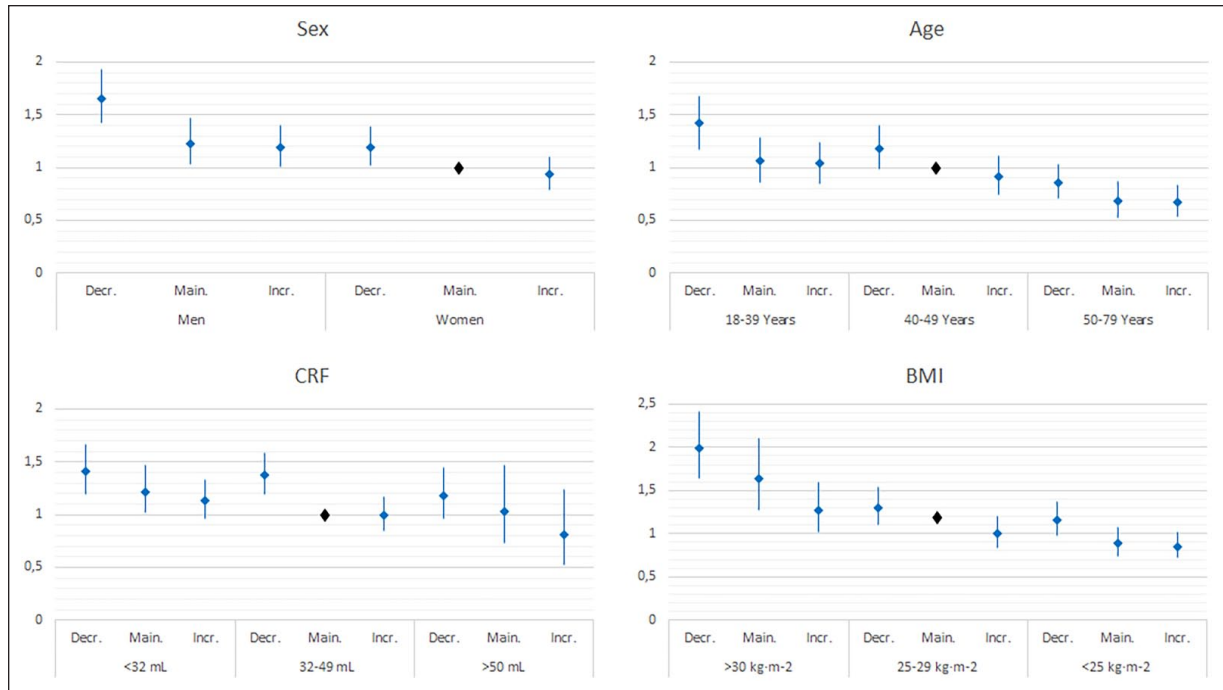 Sex
2
1,5
1
0,5
0
Decr. Main. Incr. Decr. Main. Incr.
Men Women
Age
2
1,5
1
0,5
0
Decr. Main. Incr. Decr. Main. Incr. Decr. Main. Incr.
18-39 Years 40-49 Years 50-79 Years
CRF
2
1,5
1
0,5
0
Decr. Main. Incr. Decr. Main. Incr. Decr. Main. Incr.
<32 mL 32-49 mL >50 mL
BMI
2,5
2
1,5
1
0,5
0
Decr. Main. Incr. Decr. Main. Incr. Decr. Main. Incr.
>30 kg·m-2 25-29 kg·m-2 <25 kg·m-2